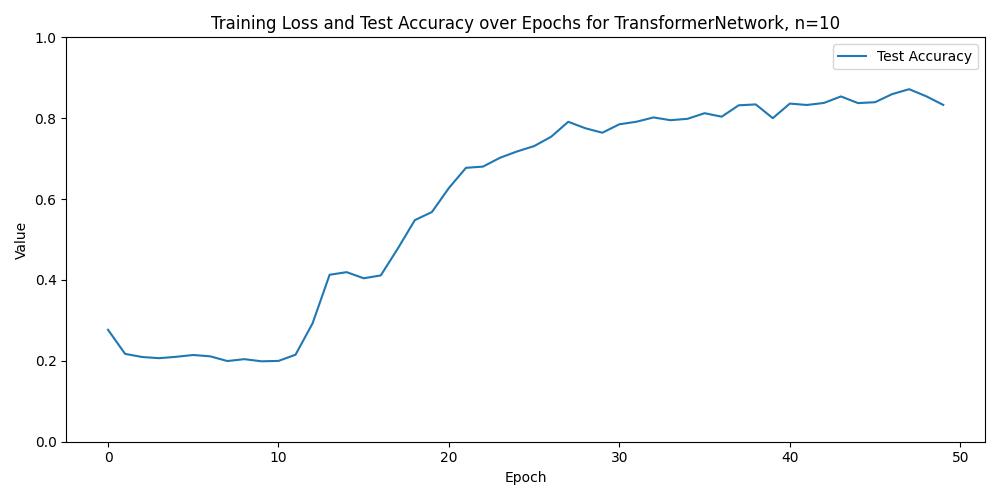 Training Loss and Test Accuracy over Epochs for TransformerNetwork, n=10
Test Accuracy
Value
1.0
0.8
0.6
0.4
0.2
0.0
0 10 20 30 40 50
Epoch